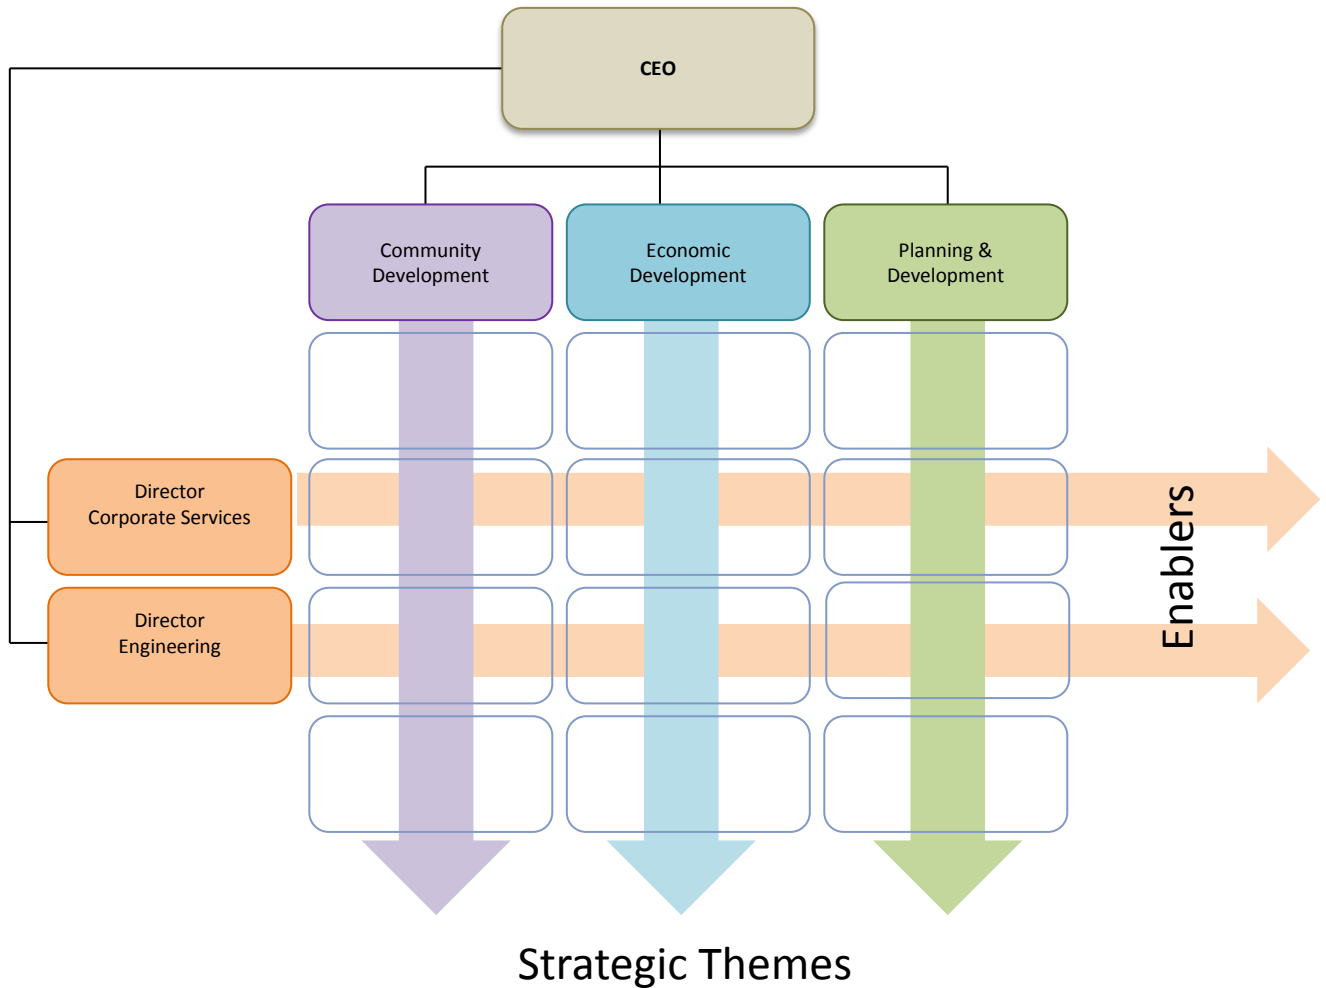 CEO
Community
Development
Economic
Development
Planning &
Development
Director
Corporate Services
Director
Engineering
Enablers
Strategic Themes